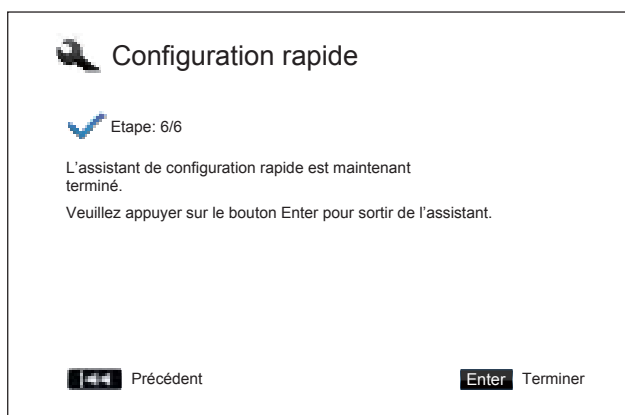 Configuration rapide
Etape: 6/6
L’assistant de configuration rapide est maintenant
terminé.
Veuillez appuyer sur le bouton Enter pour sortir de l’assistant.
Précédent
Enter Terminer